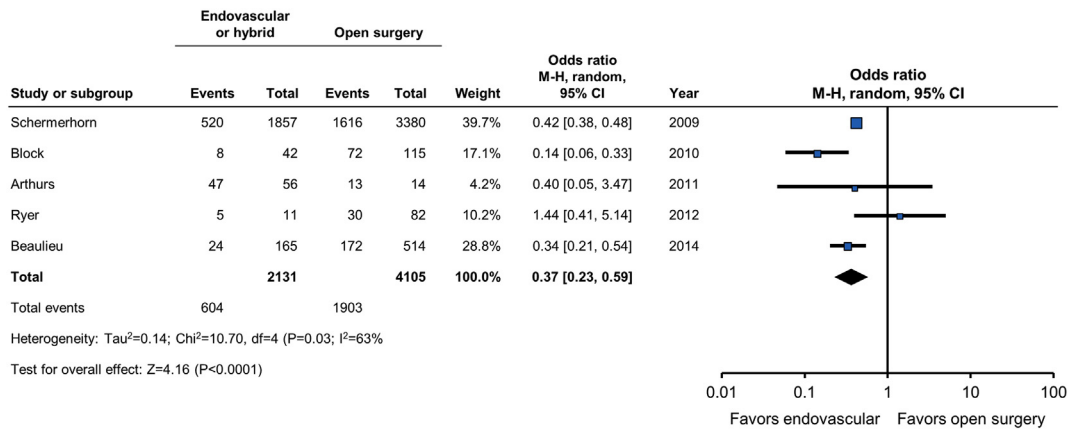 Endovascular or hybrid Open surgery
Odds ratio M-H, random, 95% CI
Odds ratio M-H, random, 95% CI
Study or subgroup Events Total Events Total Weight Year
Schermerhorn 520 1857 1616 3380 39.7% 0.42 [0.38, 0.48] 2009
Block 8 42 72 115 17.1% 0.14 [0.06, 0.33] 2010
Arthurs 47 56 13 14 4.2% 0.40 [0.05, 3.47] 2011
Ryer 5 11 30 82 10.2% 1.44 [0.41, 5.14] 2012
Beaulieu 24 165 172 514 28.8% 0.34 [0.21, 0.54] 2014
Total 2131 4105 100.0% 0.37 [0.23, 0.59]
Total events 604 1903
Heterogeneity: Tau²=0.14; Chi²=10.70, df=4 (P=0.03; I²=63%
Test for overall effect: Z=4.16 (P<0.0001)
0.01 0.1 1 10 100
Favors endovascular Favors open surgery